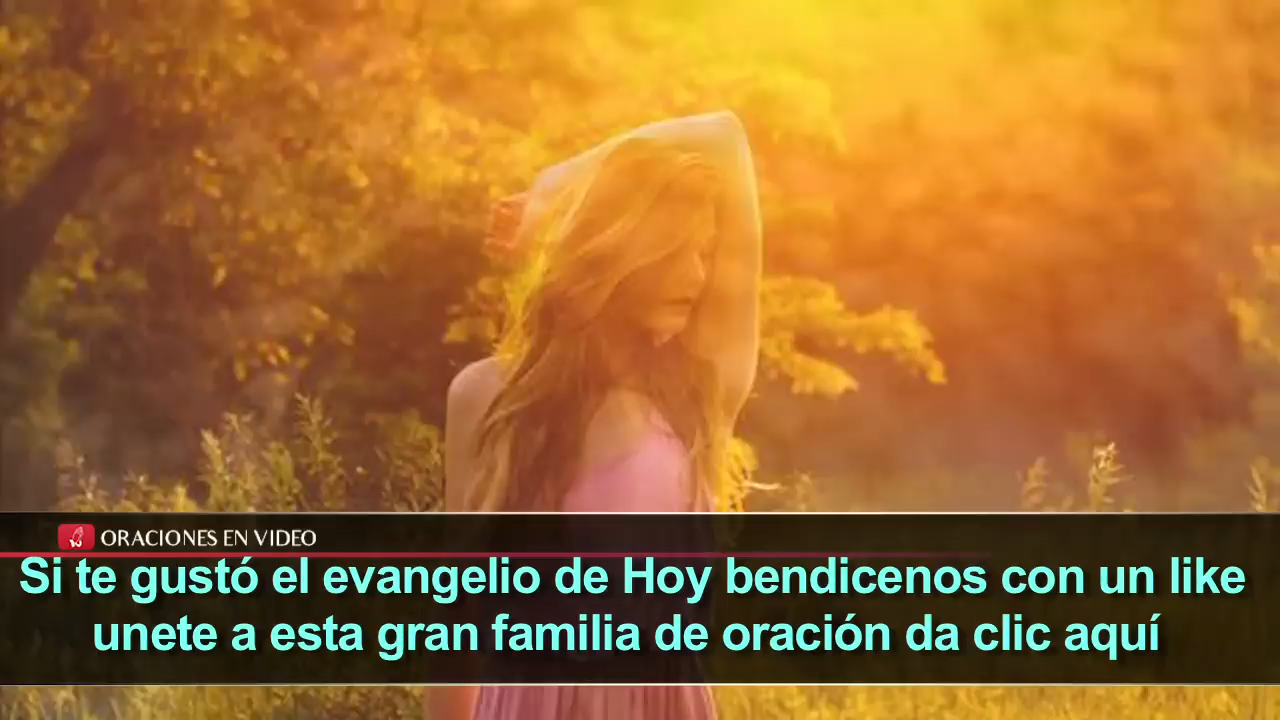 ORACIONES EN VIDEO
Si te gustó el evangelio de Hoy bendicenos con un like
unete a esta gran familia de oración da clic aquí